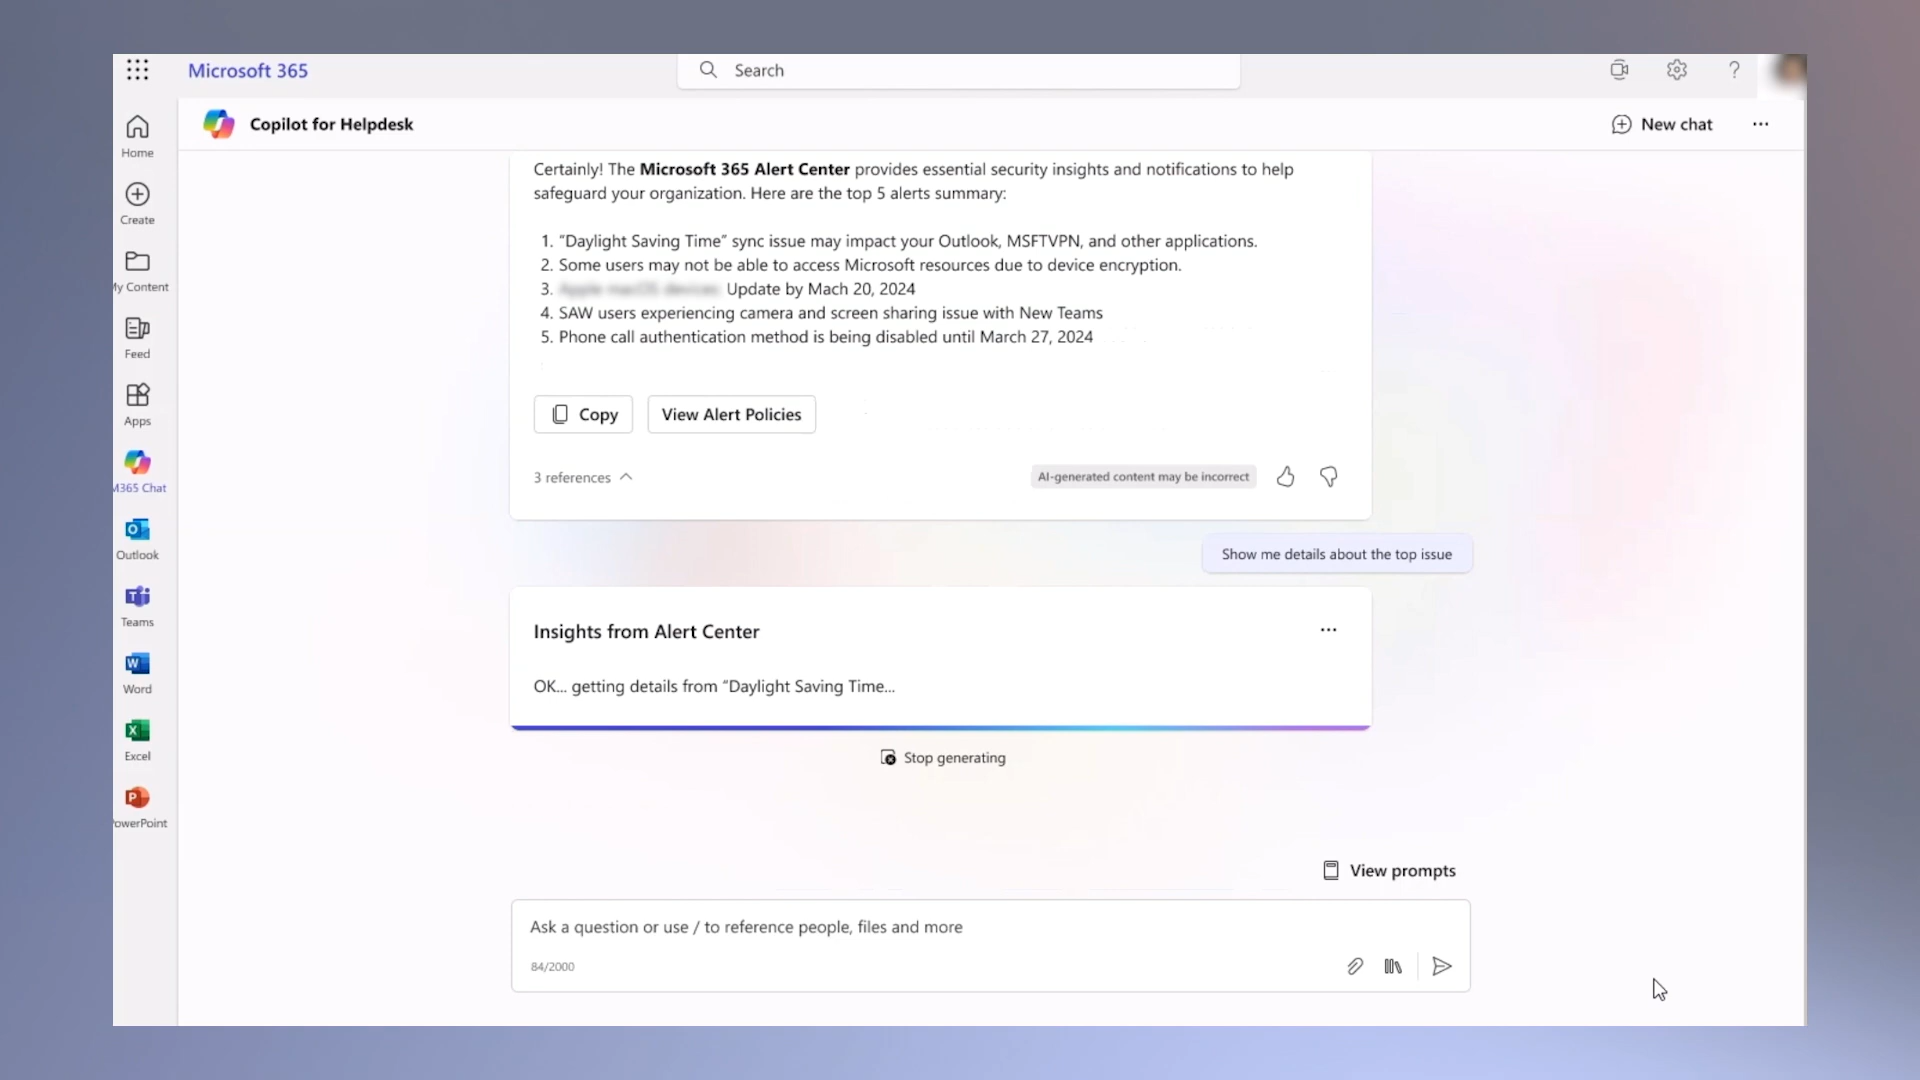 Microsoft 365
Search
?
Copilot for Helpdesk
New chat
Home
Create
My Content
Feed
Apps
M365 Chat
Outlook
Teams
Word
Excel
PowerPoint
Certainly! The Microsoft 365 Alert Center provides essential security insights and notifications to help
safeguard your organization. Here are the top 5 alerts summary:
1. “Daylight Saving Time” sync issue may impact your Outlook, MSFTVPN, and other applications.
2. Some users may not be able to access Microsoft resources due to device encryption.
3. Update by Mach 20, 2024
4. SAW users experiencing camera and screen sharing issue with New Teams
5. Phone call authentication method is being disabled until March 27, 2024
Copy
View Alert Policies
3 references
AI-generated content may be incorrect
Show me details about the top issue
Insights from Alert Center
OK... getting details from “Daylight Saving Time...
Stop generating
View prompts
Ask a question or use / to reference people, files and more
84/2000